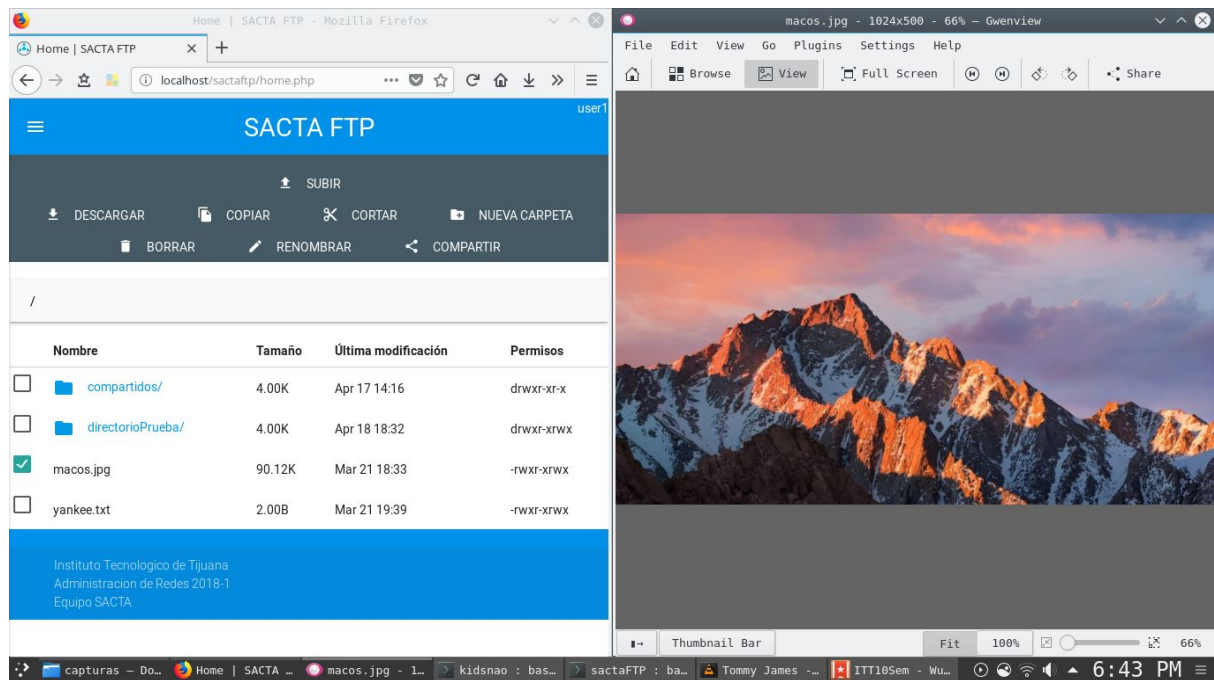 Home | SACTA FTP - Mozilla Firefox
Home | SACTA FTP
localhost/sactaftp/home.php
user1
SACTA FTP
SUBIR
DESCARGAR COPIAR CORTAR NUEVA CARPETA
BORRAR RENOMBRAR COMPARTIR
/
Nombre Tamaño Última modificación Permisos
compartidos/ 4.00K Apr 17 14:16 drwxr-xr-x
directorioPrueba/ 4.00K Apr 18 18:32 drwxr-xrwx
macos.jpg 90.12K Mar 21 18:33 -rwxr-xrwx
yankee.txt 2.00B Mar 21 19:39 -rwxr-xrwx
Instituto Tecnologico de Tijuana
Administracion de Redes 2018-1
Equipo SACTA
macos.jpg - 1024x500 - 66% — Gwenview
File Edit View Go Plugins Settings Help
Browse View Full Screen Share
Thumbnail Bar Fit 100% 66%
capturas — Do… Home | SACTA … macos.jpg - 1… kidsnao : bas… sactaFTP : ba… Tommy James -… ITT10Sem - Wu… 6:43 PM